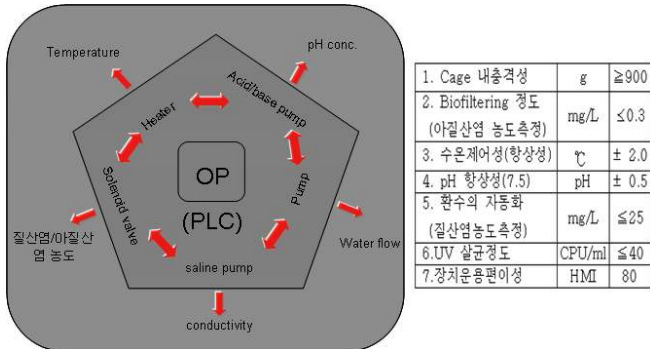 Temperature
pH conc.
Heater
Acid/base pump
Solenoid valve
OP
(PLC)
Pump
saline pump
질산염/아질산
염 농도
Water flow
conductivity
1. Cage 내충격성 g ≧900
2. Biofiltering 정도
(아질산염 농도측정) mg/L ≤0.3
3. 수온제어성(항상성) ℃ ± 2.0
4. pH 항상성(7.5) pH ± 0.5
5. 환수의 자동화
(질산염농도측정) mg/L ≦25
6.UV 살균정도 CPU/ml ≦40
7.장치운용편이성 HMI 80